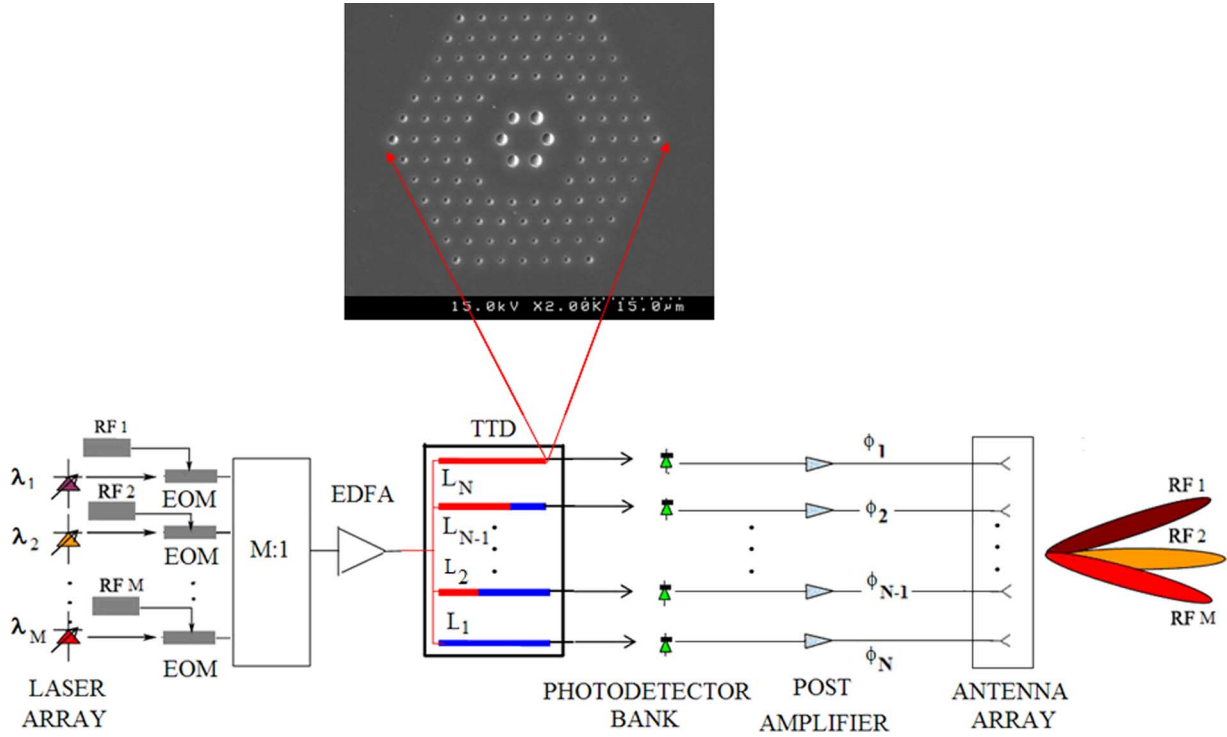 15.0kV X2.00K 15.0µm
TTD
RF 1
λ1
EOM
RF 2
λ2
EOM
RF M
λM
EOM
M:1
EDFA
LN
LN-1
L2
L1
ϕ1
ϕ2
ϕN-1
ϕN
RF 1
RF 2
RF M
LASER
ARRAY
PHOTODETECTOR
BANK
POST
AMPLIFIER
ANTENNA
ARRAY